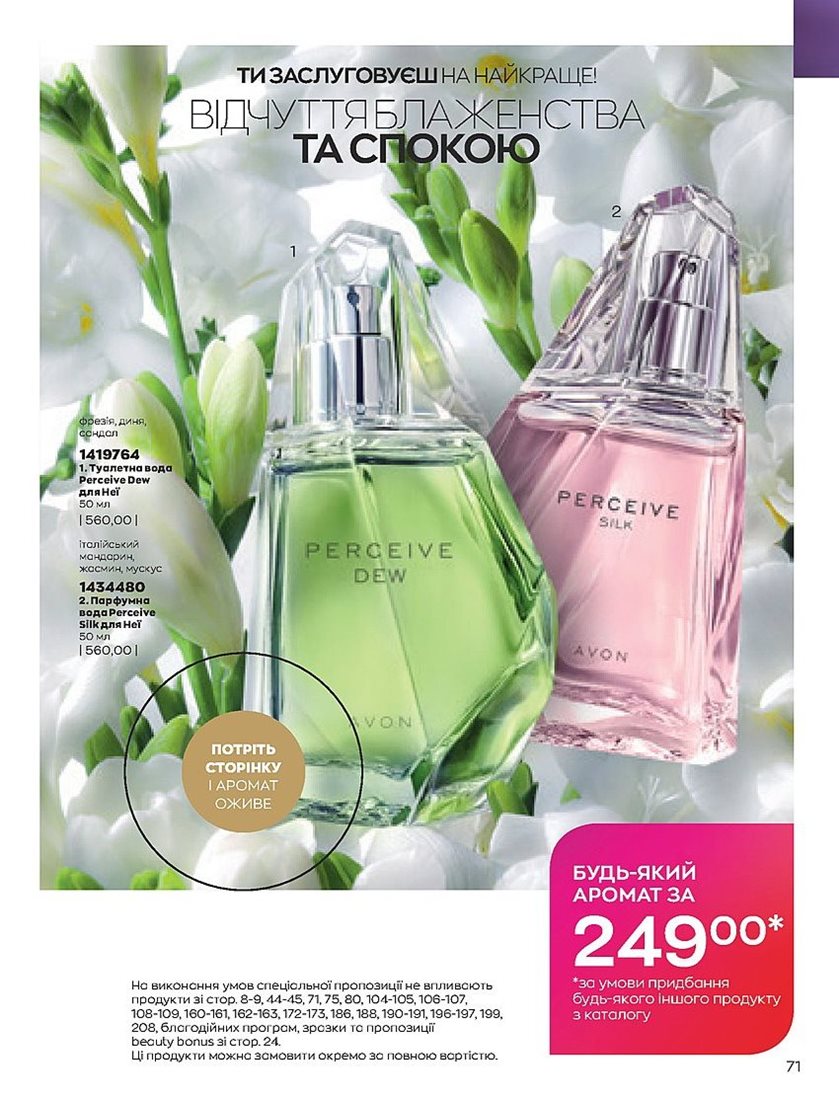 ТИ ЗАСЛУГОВУЄШ НА НАЙКРАЩЕ!
ВІДЧУТТЯ БЛАЖЕНСТВА
ТА СПОКОЮ
1
2
фрезія, диня,
сандал
1419764
1. Туалетна вода
Perceive Dew
для Неї
50 мл
| 560,00 |
італійський
мандарин,
жасмин, мускус
1434480
2. Парфумна
вода Perceive
Silk для Неї
50 мл
| 560,00 |
PERCEIVE
DEW
AVON
PERCEIVE
SILK
AVON
ПОТРІТЬ
СТОРІНКУ
І АРОМАТ
ОЖИВЕ
БУДЬ-ЯКИЙ
АРОМАТ ЗА
24900*
*за умови придбання
будь-якого іншого продукту
з каталогу
На виконання умов спеціальної пропозиції не впливають
продукти зі стор. 8-9, 44-45, 71, 75, 80, 104-105, 106-107,
108-109, 160-161, 162-163, 172-173, 186, 188, 190-191, 196-197, 199,
208, благодійних програм, зразки та пропозиції
beauty bonus зі стор. 24.
Ці продукти можна замовити окремо за повною вартістю.
71